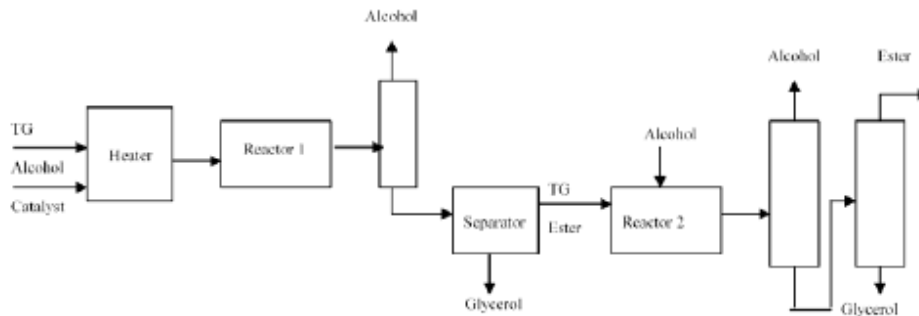 Alcohol
Alcohol
Ester
TG
Heater
Reactor 1
Alcohol
Alcohol
Catalyst
TG
Separator
Ester
Reactor 2
Glycerol
Glycerol